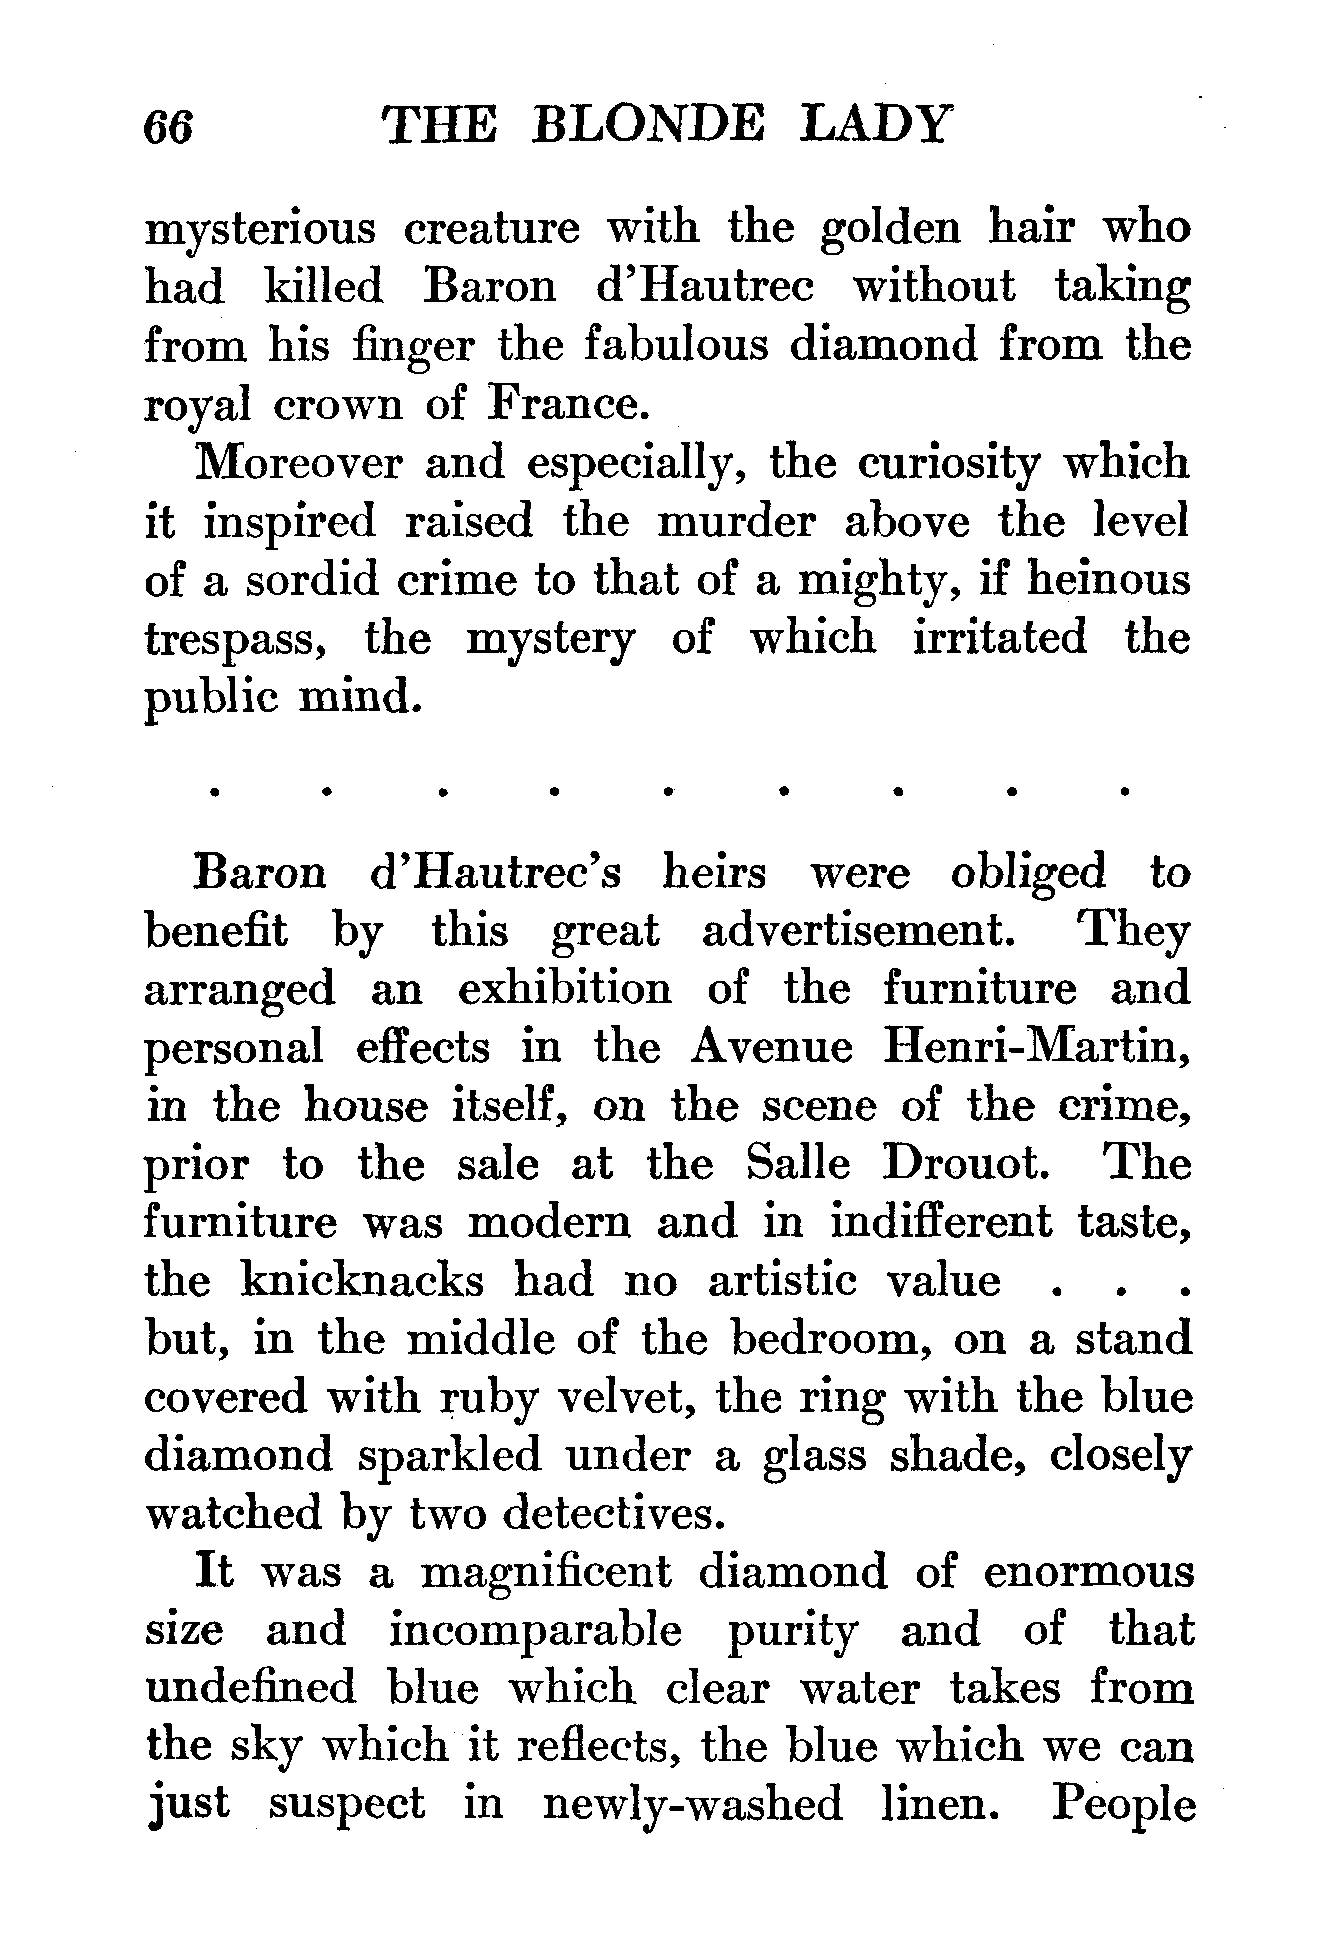 66 THE BLONDE LADY
mysterious creature with the golden hair who
had killed Baron d'Hautrec without taking
from his finger the fabulous diamond from the
royal crown of France.
Moreover and especially, the curiosity which
it inspired raised the murder above the level
of a sordid crime to that of a mighty, if heinous
trespass, the mystery of which irritated the
public mind.
. . . . . . . . .
Baron d'Hautrec's heirs were obliged to
benefit by this great advertisement. They
arranged an exhibition of the furniture and
personal effects in the Avenue Henri-Martin,
in the house itself, on the scene of the crime,
prior to the sale at the Salle Drouot. The
furniture was modern and in indifferent taste,
the knicknacks had no artistic value . . .
but, in the middle of the bedroom, on a stand
covered with ruby velvet, the ring with the blue
diamond sparkled under a glass shade, closely
watched by two detectives.
It was a magnificent diamond of enormous
size and incomparable purity and of that
undefined blue which clear water takes from
the sky which it reflects, the blue which we can
just suspect in newly-washed linen. People